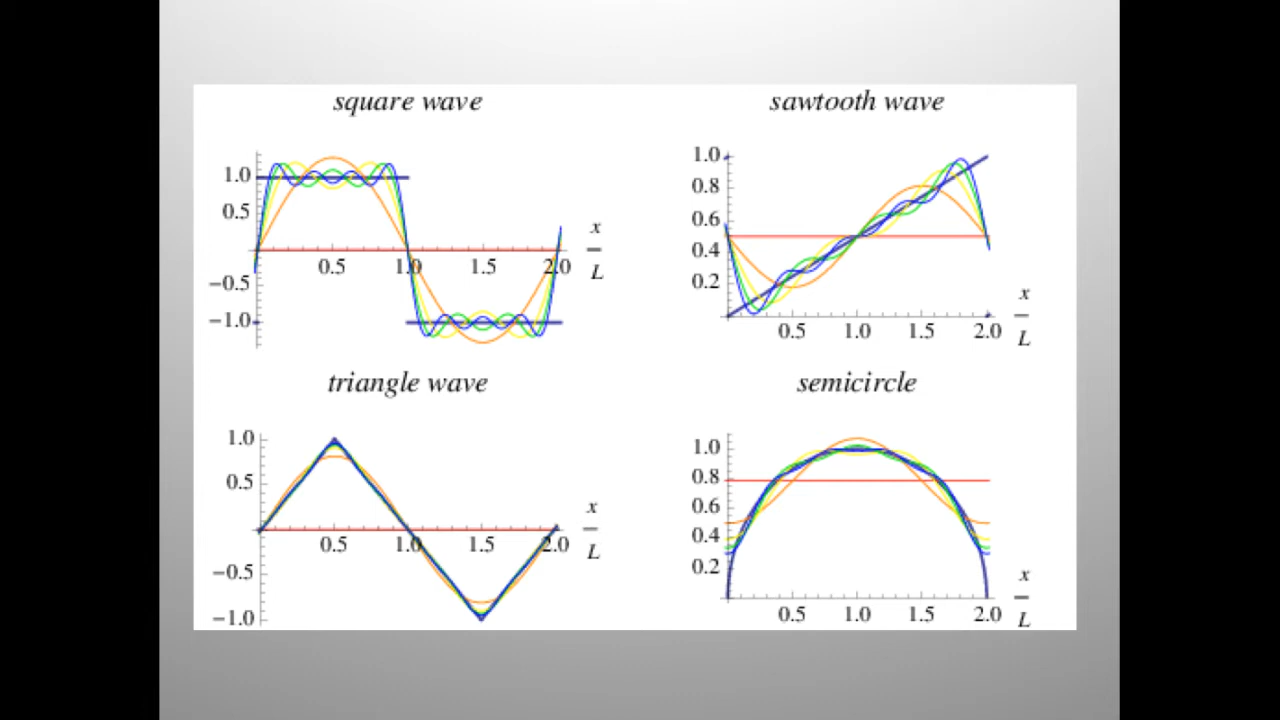 square wave
1.0
0.5
−0.5
−1.0
0.5 1.0 1.5 2.0
x
L
sawtooth wave
1.0
0.8
0.6
0.4
0.2
0.5 1.0 1.5 2.0
x
L
triangle wave
1.0
0.5
−0.5
−1.0
0.5 1.0 1.5 2.0
x
L
semicircle
1.0
0.8
0.6
0.4
0.2
0.5 1.0 1.5 2.0
x
L